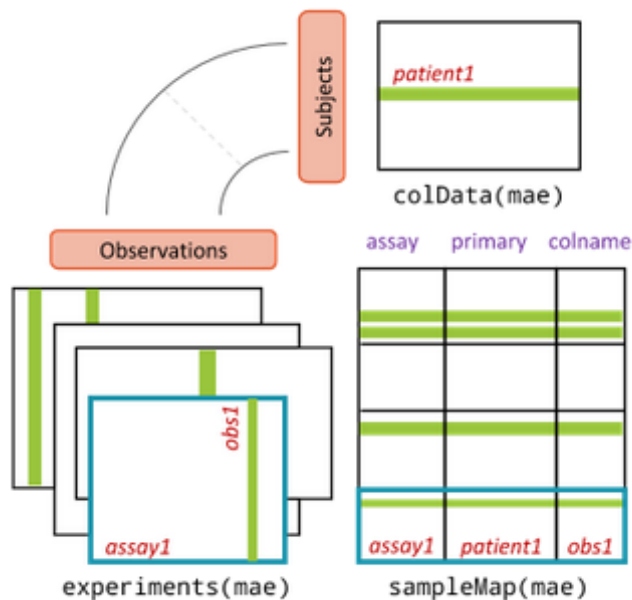 Subjects
patient1
colData(mae)
Observations
assay primary colname
obs1
assay1
experiments(mae)
assay1 patient1 obs1
sampleMap(mae)